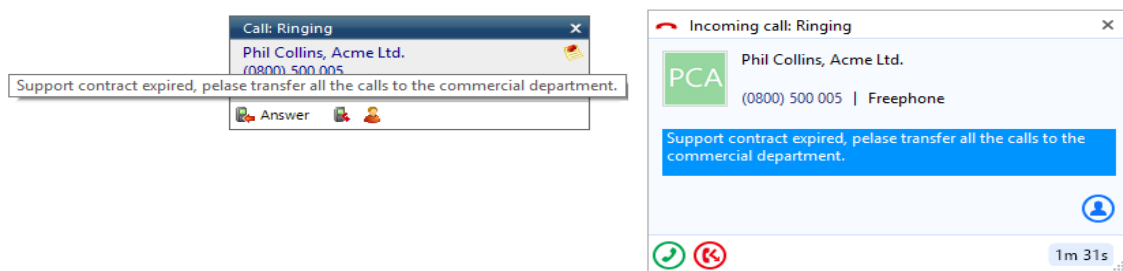 Call: Ringing
Phil Collins, Acme Ltd.
(0800) 500 005
Support contract expired, pelase transfer all the calls to the commercial department.
Answer
Incoming call: Ringing
PCA
Phil Collins, Acme Ltd.
(0800) 500 005 | Freephone
Support contract expired, pelase transfer all the calls to the
commercial department.
1m 31s